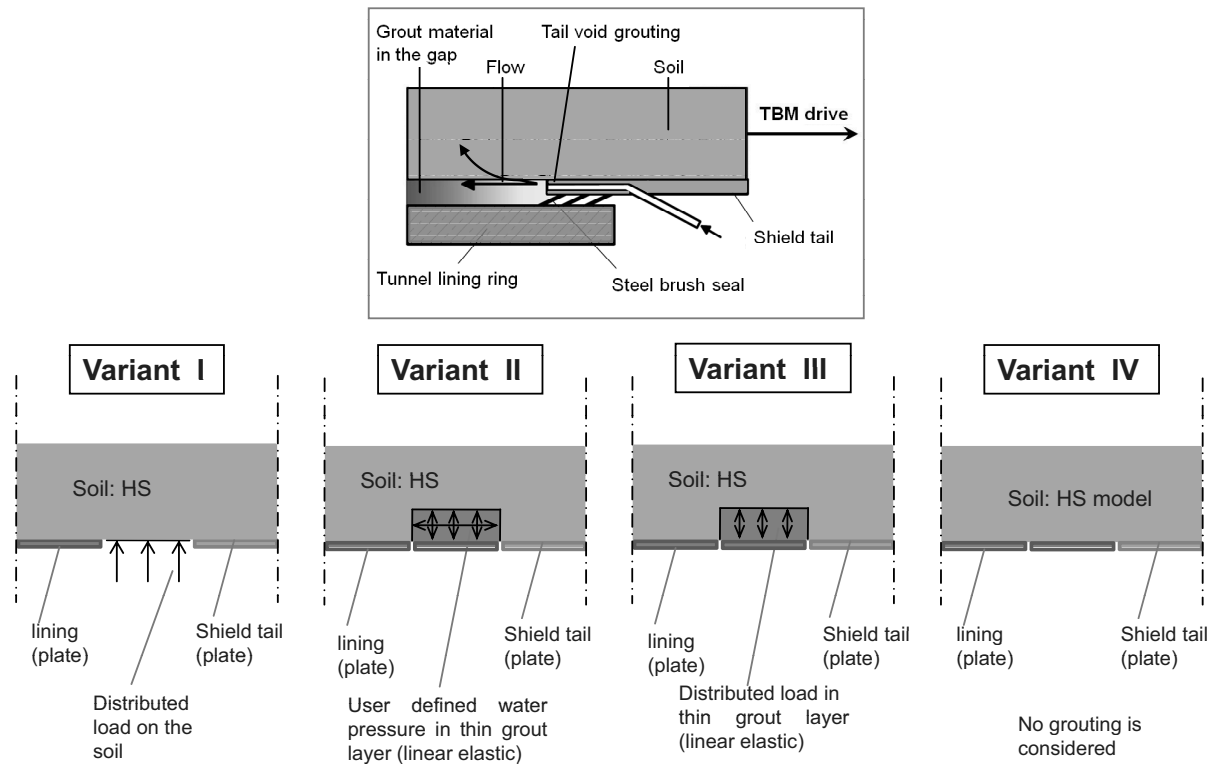 Grout material
in the gap
Tail void grouting
Flow
Soil
TBM drive
Shield tail
Tunnel lining ring
Steel brush seal
Variant I
Variant II
Variant III
Variant IV
Soil: HS
Soil: HS
Soil: HS
Soil: HS model
lining
(plate)
Shield tail
(plate)
Distributed
load on the
soil
lining
(plate)
Shield tail
(plate)
User defined water
pressure in thin grout
layer (linear elastic)
lining
(plate)
Shield tail
(plate)
Distributed load in
thin grout layer
(linear elastic)
lining
(plate)
Shield tail
(plate)
No grouting is
considered